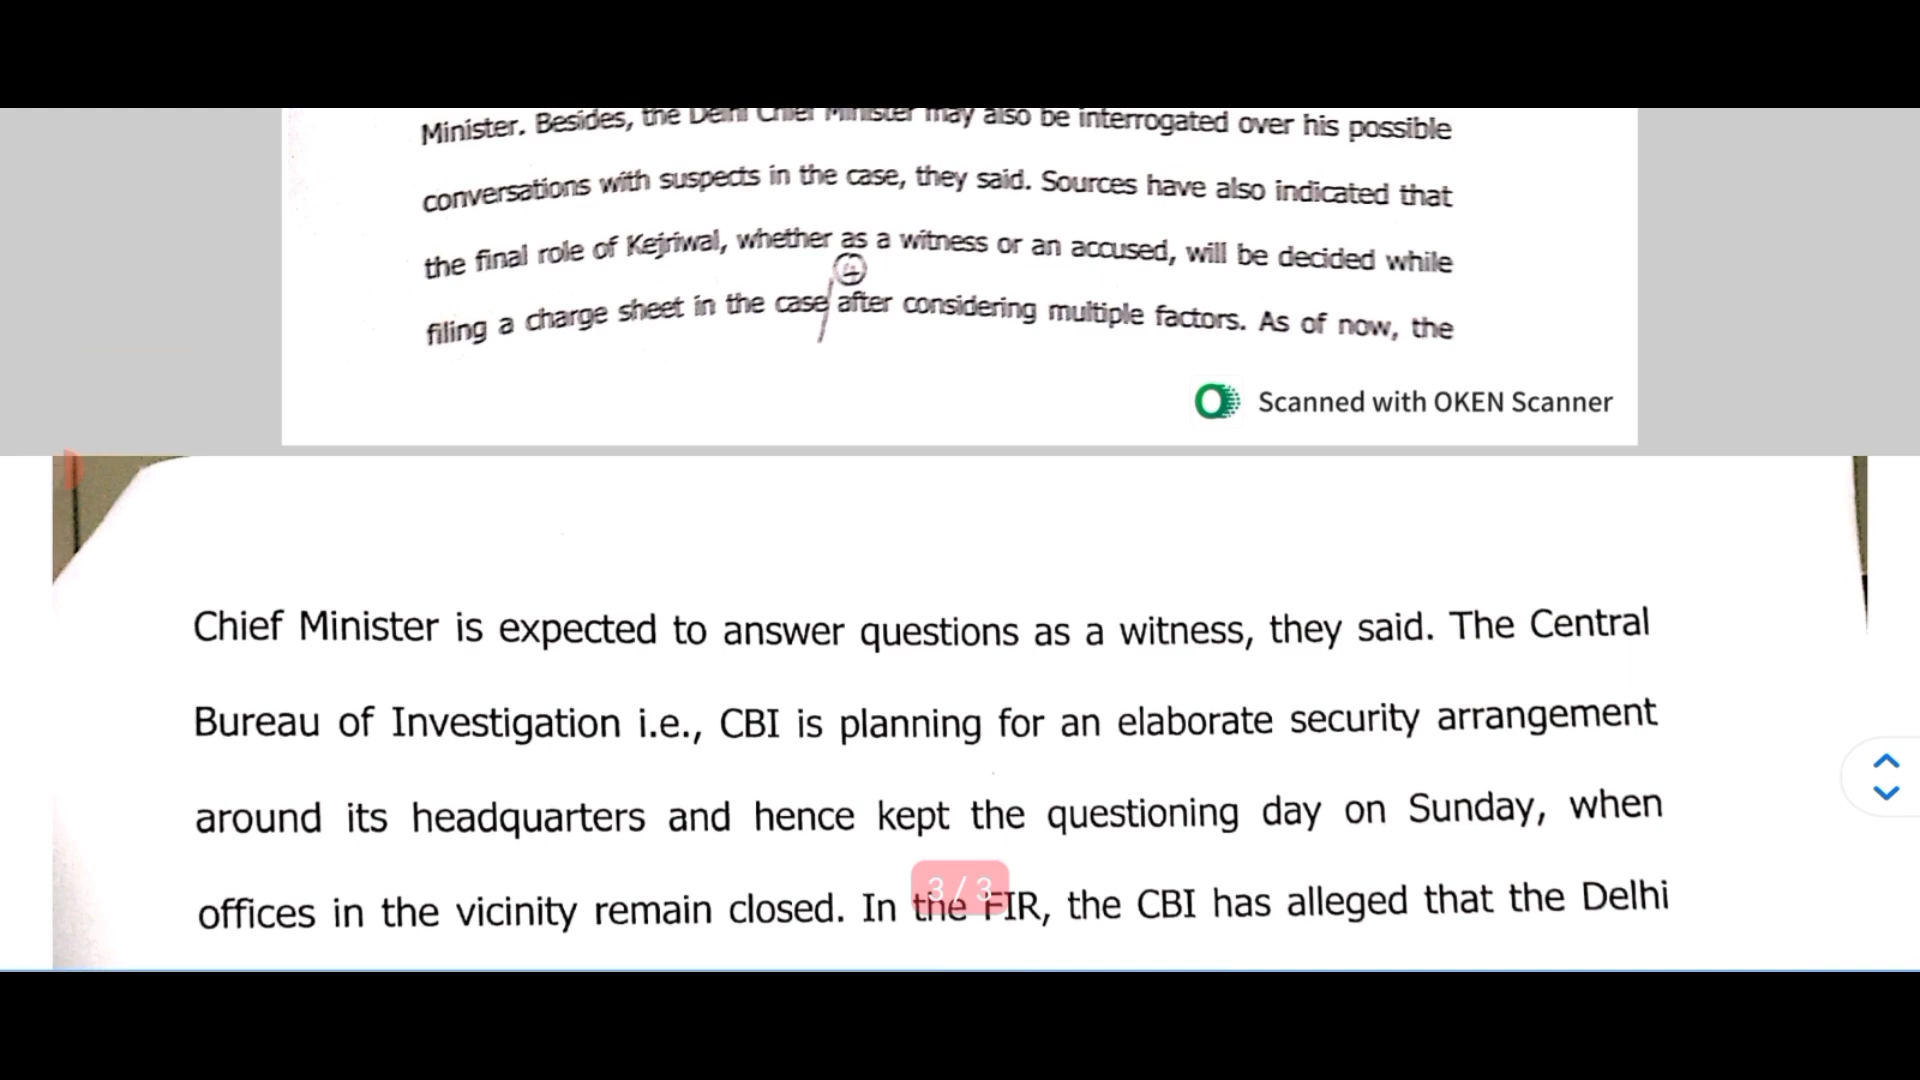 Minister. Besides, the Delhi Chief Minister may also be interrogated over his possible
conversations with suspects in the case, they said. Sources have also indicated that
the final role of Kejriwal, whether as a witness or an accused, will be decided while
4
filing a charge sheet in the case/after considering multiple factors. As of now, the
Scanned with OKEN Scanner
Chief Minister is expected to answer questions as a witness, they said. The Central
Bureau of Investigation i.e., CBI is planning for an elaborate security arrangement
around its headquarters and hence kept the questioning day on Sunday, when
3 / 3
offices in the vicinity remain closed. In the FIR, the CBI has alleged that the Delhi